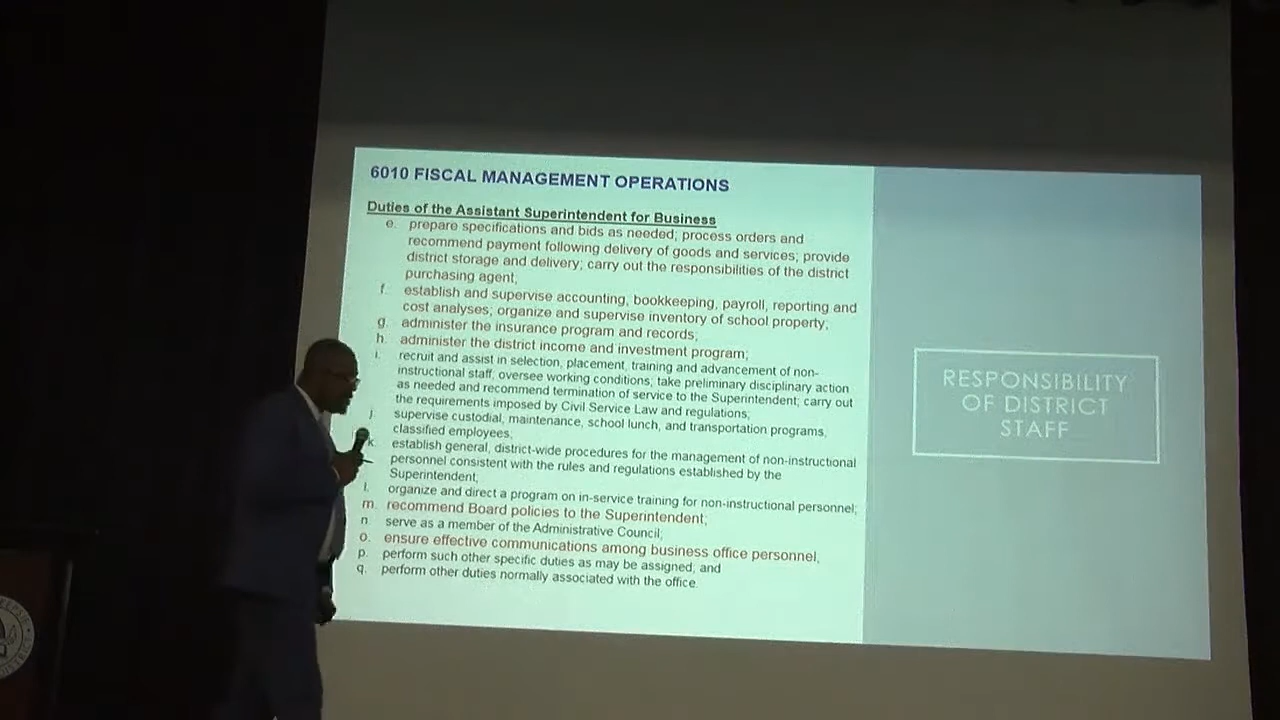 6010 FISCAL MANAGEMENT OPERATIONS
Duties of the Assistant Superintendent for Business
e. prepare specifications and bids as needed; process orders and
recommend payment following delivery of goods and services; provide
district storage and delivery; carry out the responsibilities of the district
purchasing agent;
f. establish and supervise accounting, bookkeeping, payroll, reporting and
cost analyses; organize and supervise inventory of school property;
g. administer the insurance program and records;
h. administer the district income and investment program;
i. recruit and assist in selection, placement, training and advancement of non-
instructional staff, oversee working conditions; take preliminary disciplinary action
as needed and recommend termination of service to the Superintendent; carry out
the requirements imposed by Civil Service Law and regulations;
j. supervise custodial, maintenance, school lunch, and transportation programs,
classified employees;
k. establish general, district-wide procedures for the management of non-instructional
personnel consistent with the rules and regulations established by the
Superintendent;
l. organize and direct a program on in-service training for non-instructional personnel;
m. recommend Board policies to the Superintendent;
n. serve as a member of the Administrative Council;
o. ensure effective communications among business office personnel,
p. perform such other specific duties as may be assigned; and
q. perform other duties normally associated with the office.
RESPONSIBILITY
OF DISTRICT
STAFF